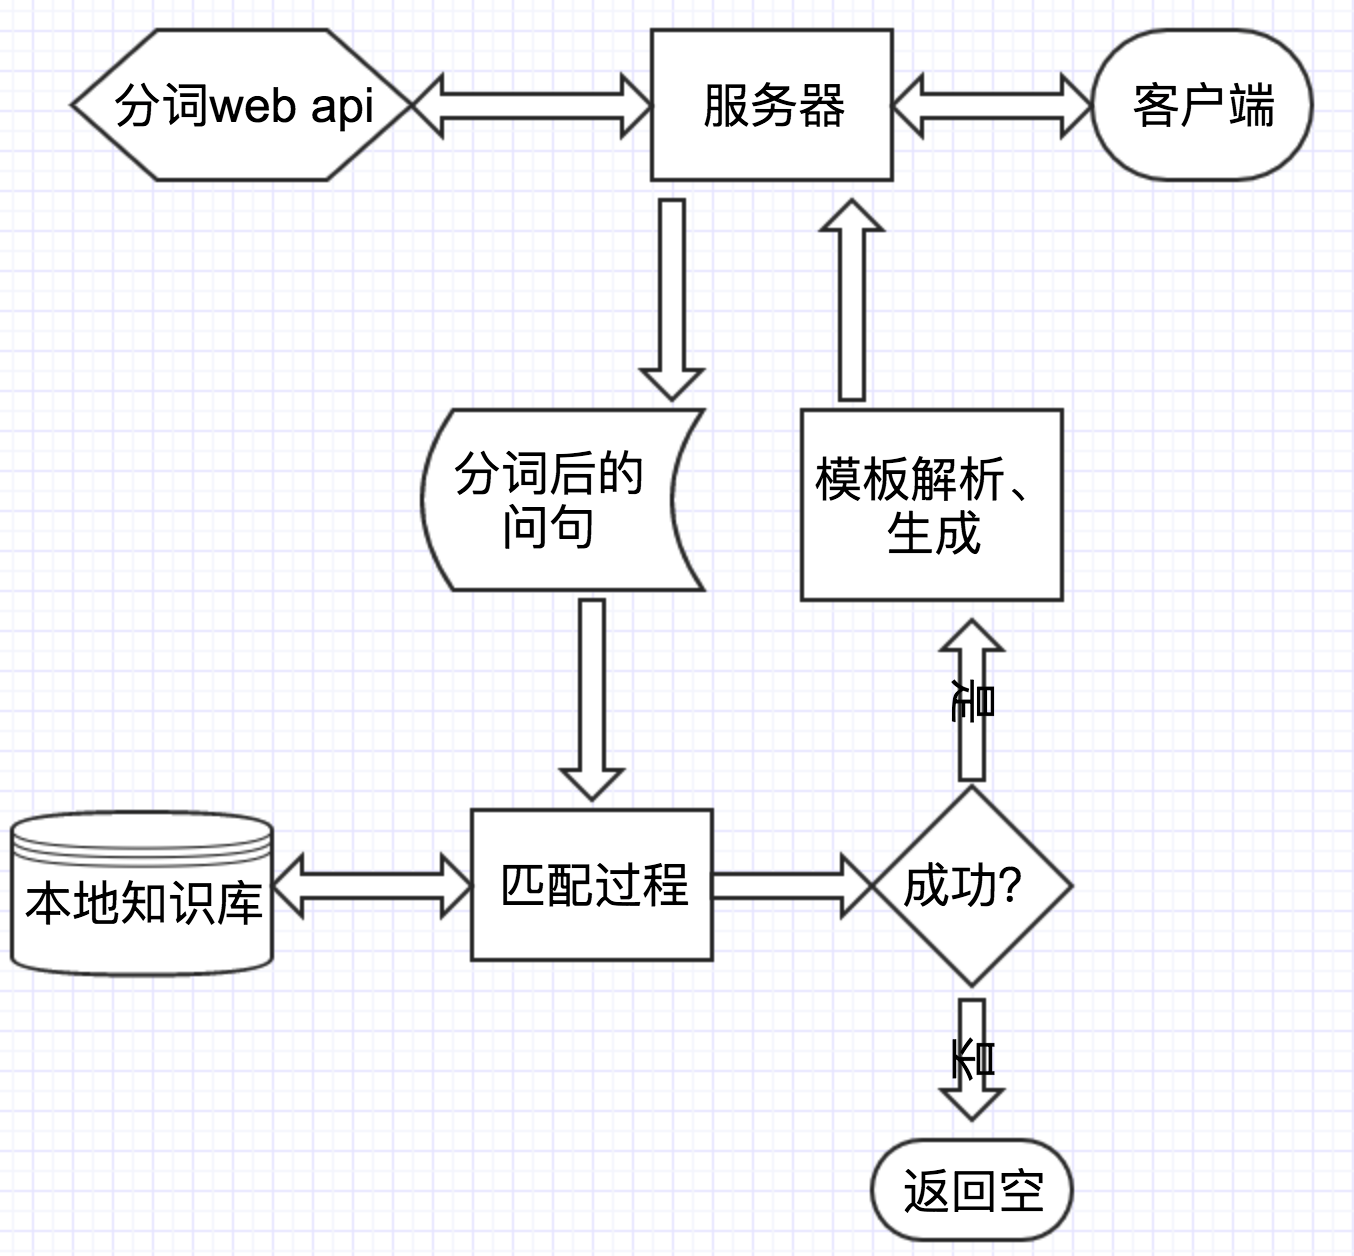 分词web api
服务器
客户端
分词后的
问句
模板解析、
生成
是
本地知识库
匹配过程
成功?
否
返回空